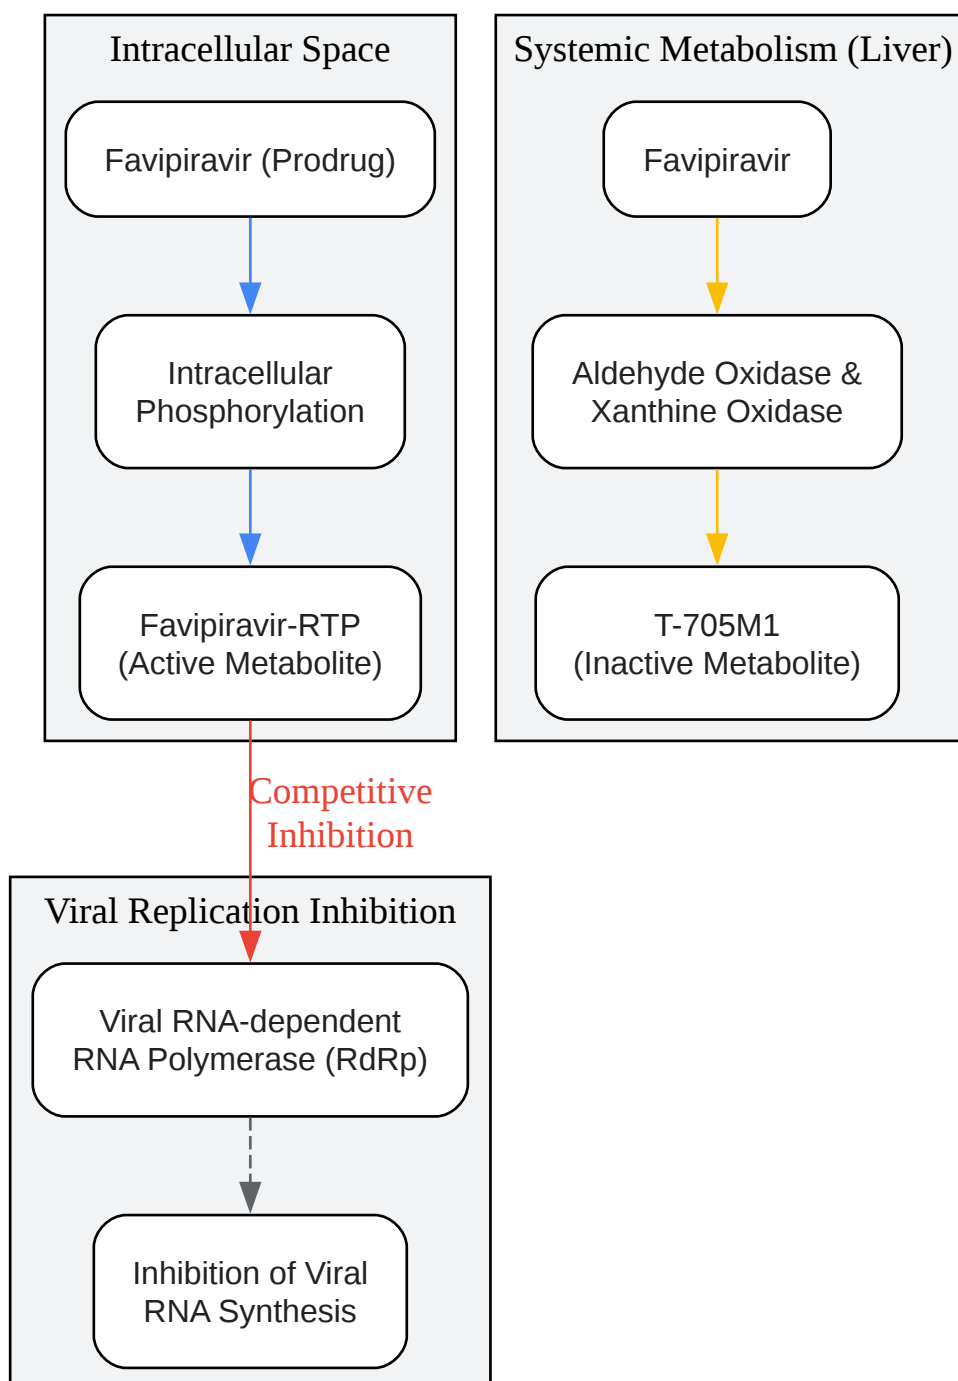 Intracellular Space
Favipiravir (Prodrug)
Intracellular
Phosphorylation
Favipiravir-RTP
(Active Metabolite)
Systemic Metabolism (Liver)
Favipiravir
Aldehyde Oxidase &
Xanthine Oxidase
T-705M1
(Inactive Metabolite)
Competitive
Inhibition
Viral Replication Inhibition
Viral RNA-dependent
RNA Polymerase (RdRp)
Inhibition of Viral
RNA Synthesis